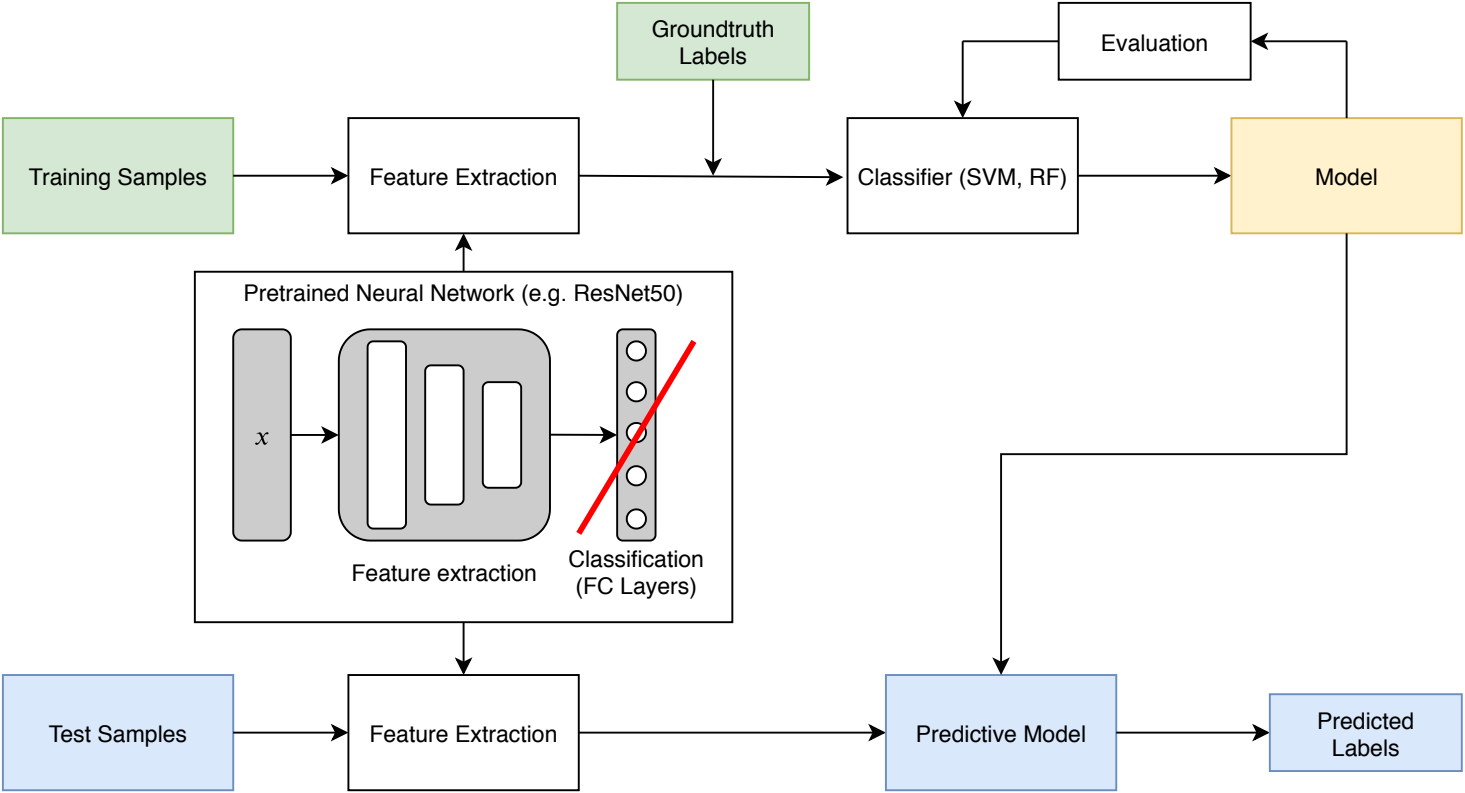 Groundtruth
Labels
Evaluation
Training Samples
Feature Extraction
Classifier (SVM, RF)
Model
Pretrained Neural Network (e.g. ResNet50)
x
Feature extraction
Classification
(FC Layers)
Test Samples
Feature Extraction
Predictive Model
Predicted
Labels